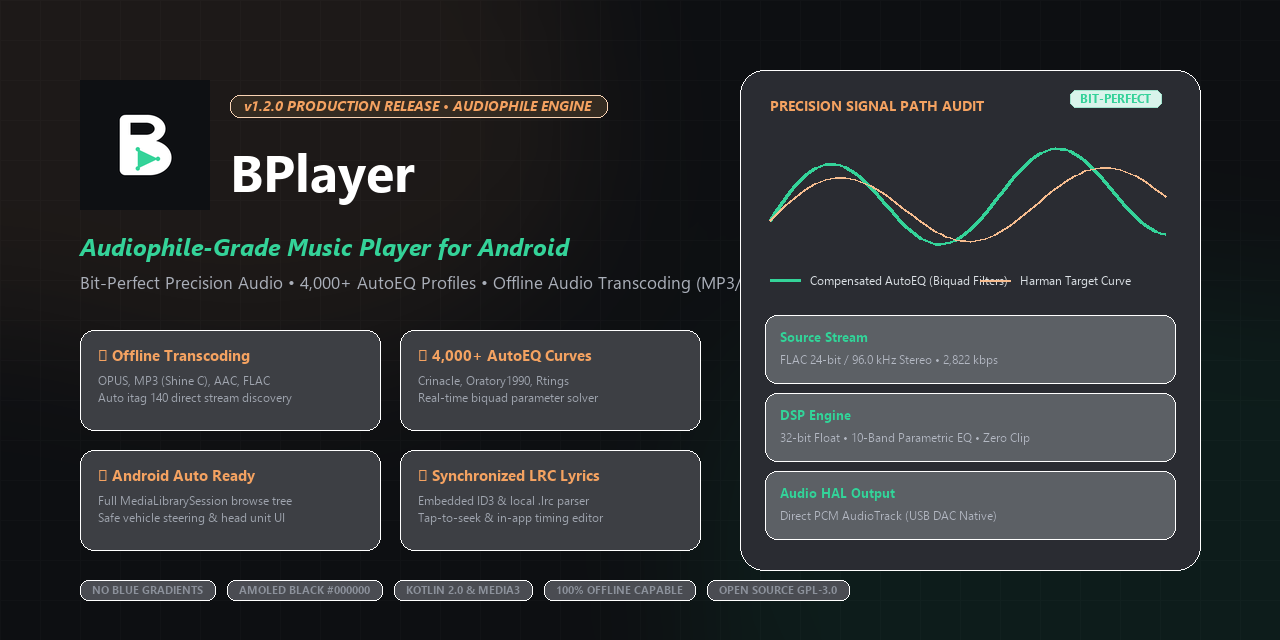 v1.2.0 PRODUCTION RELEASE • AUDIOPHILE ENGINE
BPlayer
Audiophile-Grade Music Player for Android
Bit-Perfect Precision Audio • 4,000+ AutoEQ Profiles • Offline Audio Transcoding (MP3/
Offline Transcoding
OPUS, MP3 (Shine C), AAC, FLAC
Auto itag 140 direct stream discovery
4,000+ AutoEQ Curves
Crinacle, Oratory1990, Rtings
Real-time biquad parameter solver
Android Auto Ready
Full MediaLibrarySession browse tree
Safe vehicle steering & head unit UI
Synchronized LRC Lyrics
Embedded ID3 & local .lrc parser
Tap-to-seek & in-app timing editor
NO BLUE GRADIENTS
AMOLED BLACK #000000
KOTLIN 2.0 & MEDIA3
100% OFFLINE CAPABLE
OPEN SOURCE GPL-3.0
PRECISION SIGNAL PATH AUDIT
BIT-PERFECT
Compensated AutoEQ (Biquad Filters)
Harman Target Curve
Source Stream
FLAC 24-bit / 96.0 kHz Stereo • 2,822 kbps
DSP Engine
32-bit Float • 10-Band Parametric EQ • Zero Clip
Audio HAL Output
Direct PCM AudioTrack (USB DAC Native)